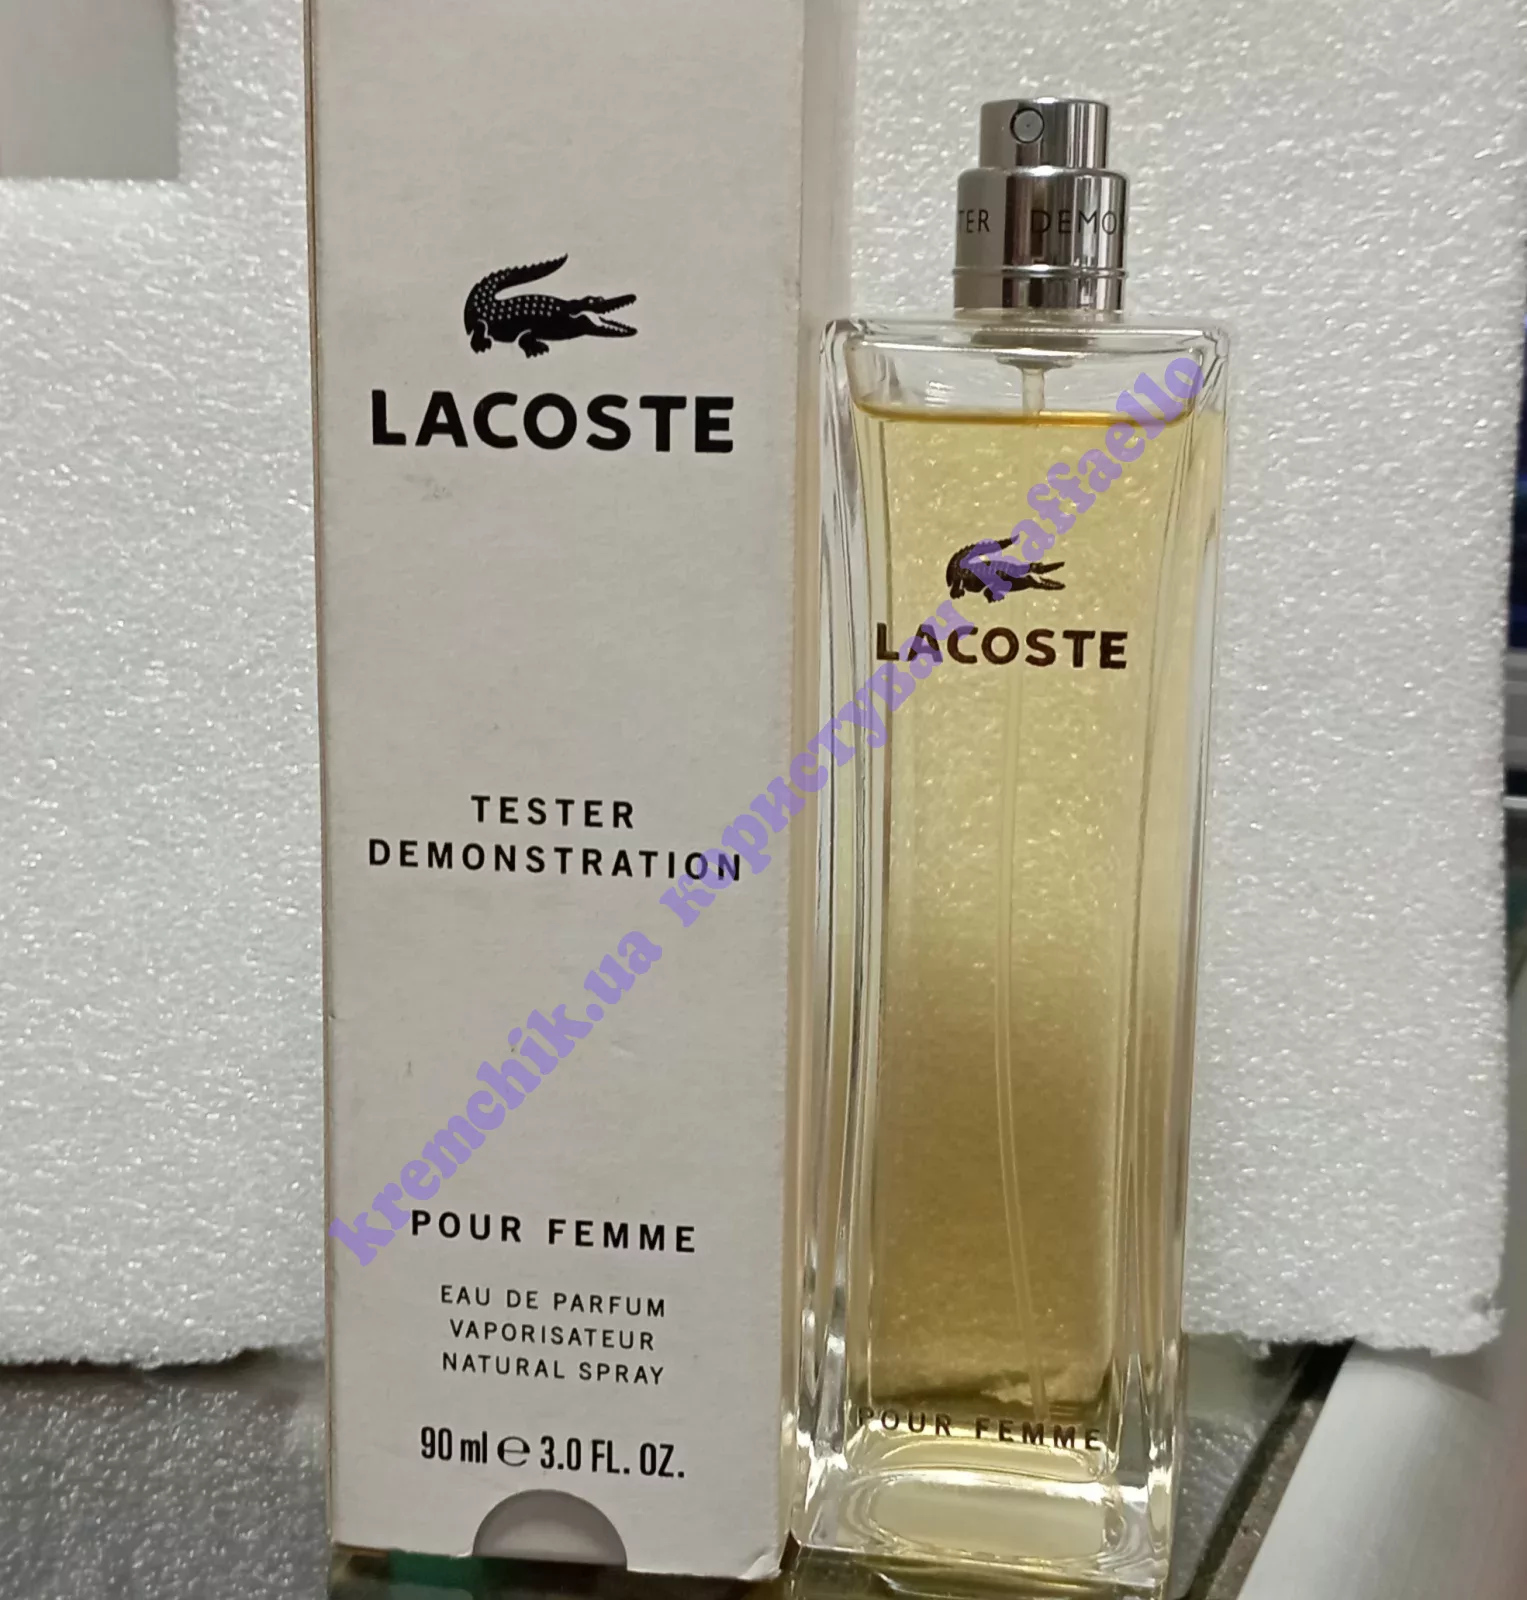 LACOSTE
TESTER
DEMONSTRATION
POUR FEMME
EAU DE PARFUM
VAPORISATEUR
NATURAL SPRAY
90 ml ℮ 3.0 FL. OZ.
TER DEMO
LACOSTE
POUR FEMME
kremchik.ua користувач Raffaello